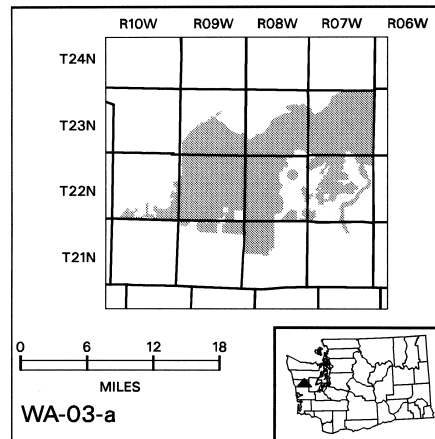 R10W R09W R08W R07W R06W
T24N
T23N
T22N
T21N
0 6 12 18
MILES
WA-03-a